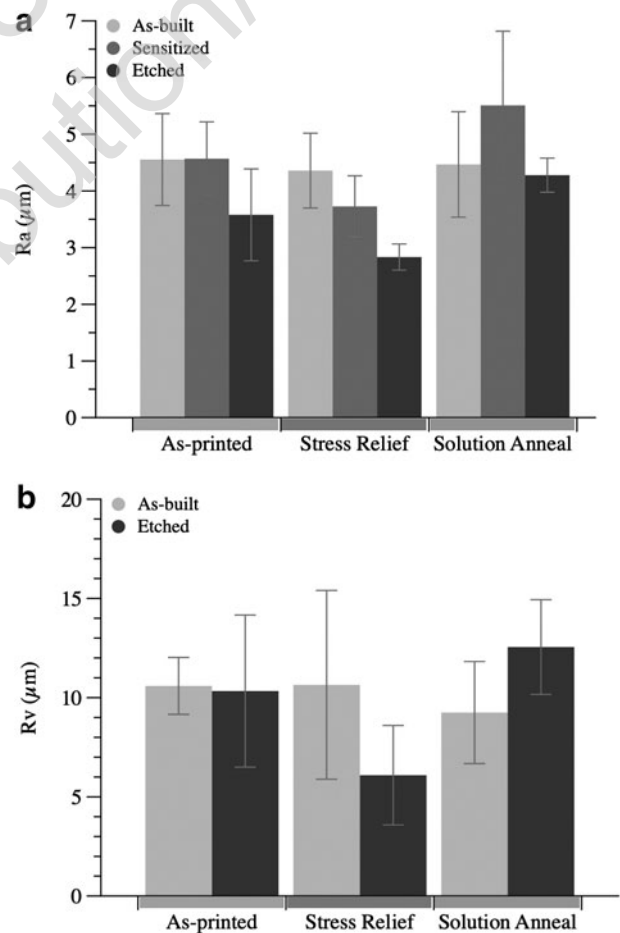 a
7
6
5
4
3
2
1
0
Ra (μm)
As-built
Sensitized
Etched
As-printed Stress Relief Solution Anneal
b
20
15
10
5
0
Rv (μm)
As-built
Etched
As-printed Stress Relief Solution Anneal